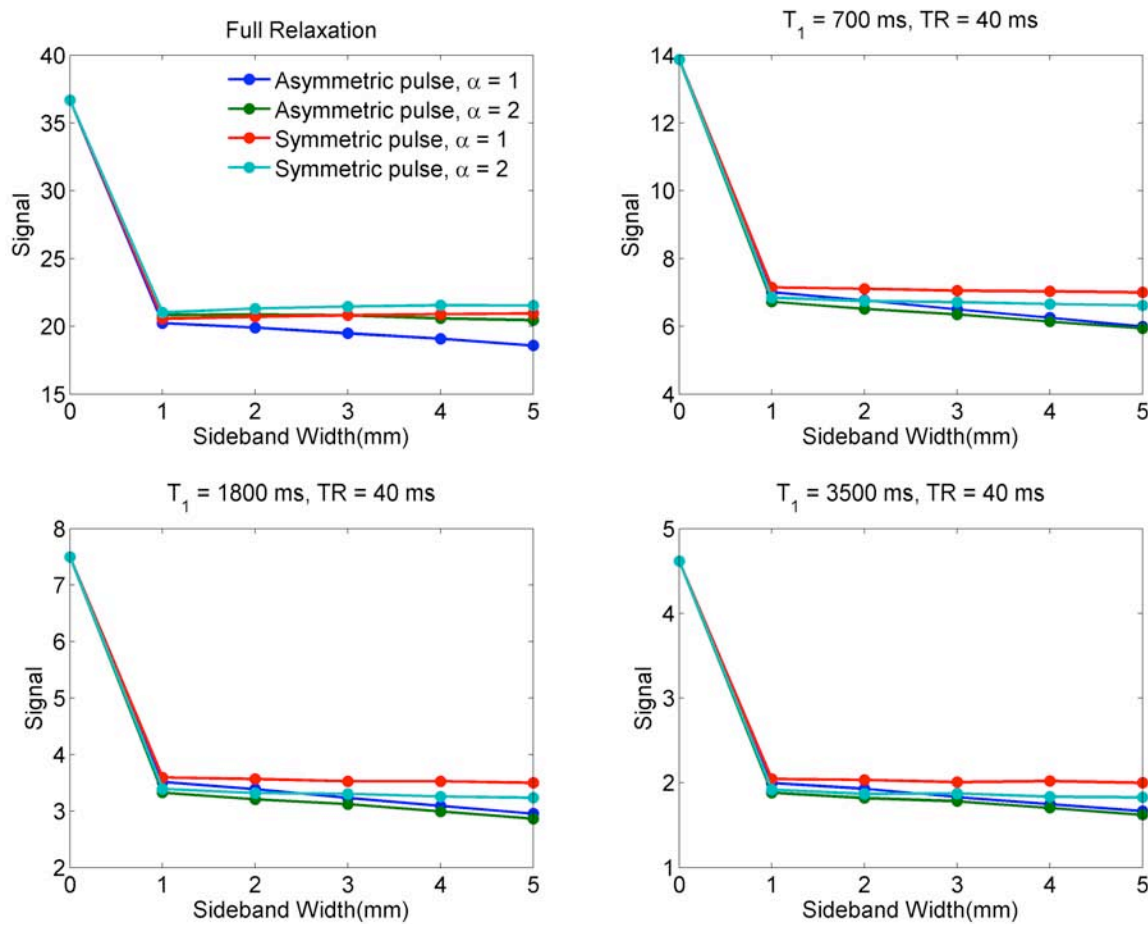 Full Relaxation
40
35
30
25
20
15
Signal
Asymmetric pulse, α = 1
Asymmetric pulse, α = 2
Symmetric pulse, α = 1
Symmetric pulse, α = 2
0 1 2 3 4 5
Sideband Width(mm)
T1 = 700 ms, TR = 40 ms
14
12
10
8
6
4
Signal
0 1 2 3 4 5
Sideband Width(mm)
T1 = 1800 ms, TR = 40 ms
8
7
6
5
4
3
2
Signal
0 1 2 3 4 5
Sideband Width(mm)
T1 = 3500 ms, TR = 40 ms
5
4
3
2
1
Signal
0 1 2 3 4 5
Sideband Width(mm)